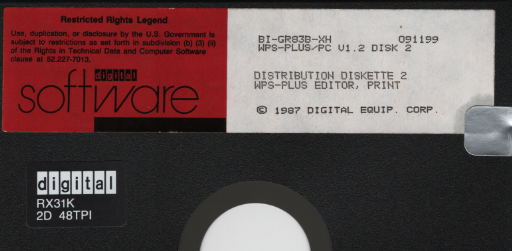 Restricted Rights Legend
Use, duplication, or disclosure by the U.S. Government is
subject to restrictions as set forth in subdivision (b) (3) (ii)
of the Rights in Technical Data and Computer Software
clause at 52.227-7013.
digital
software
BI-GR83B-XH 091199
WPS-PLUS/PC V1.2 DISK 2
DISTRIBUTION DISKETTE 2
WPS-PLUS EDITOR, PRINT
© 1987 DIGITAL EQUIP. CORP.
digital
RX31K
2D 48TPI